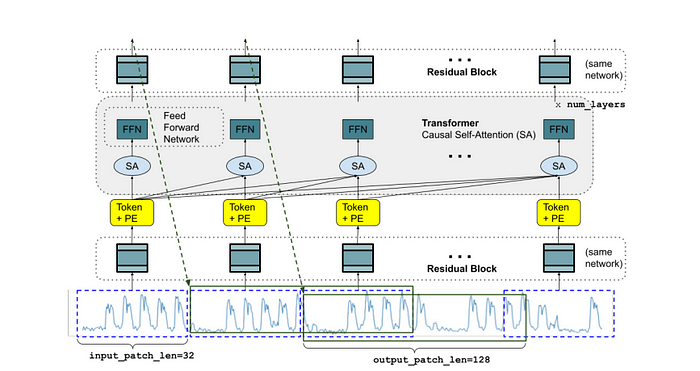 Residual Block
(same
network)
x num_layers
Feed
Forward
Network
Transformer
Causal Self-Attention (SA)
FFN
FFN
FFN
FFN
SA
SA
SA
SA
Token
+ PE
Token
+ PE
Token
+ PE
Token
+ PE
Residual Block
(same
network)
input_patch_len=32
output_patch_len=128